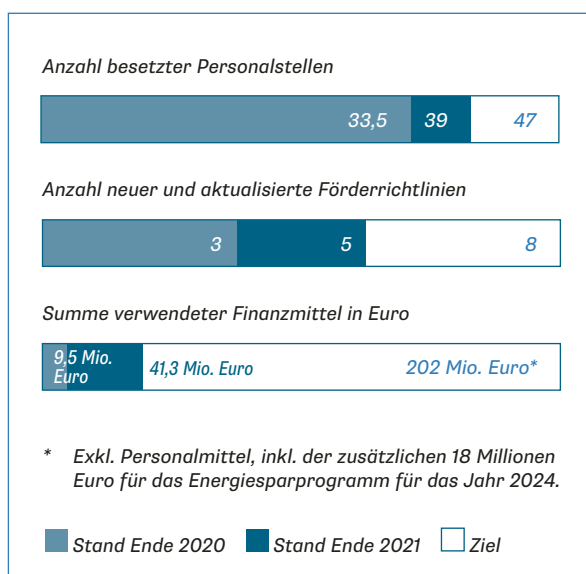 Anzahl besetzter Personalstellen
33,5 39 47
Anzahl neuer und aktualisierte Förderrichtlinien
3 5 8
Summe verwendeter Finanzmittel in Euro
9,5 Mio.
Euro
41,3 Mio. Euro 202 Mio. Euro*
* Exkl. Personalmittel, inkl. der zusätzlichen 18 Millionen
Euro für das Energiesparprogramm für das Jahr 2024.
Stand Ende 2020 Stand Ende 2021 Ziel